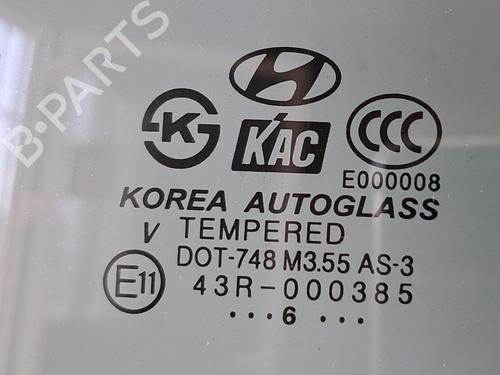 B-PARTS
K KAC CCC
E000008
KOREA AUTOGLASS
V TEMPERED
DOT-748 M3.55 AS-3
E11 43R-000385
...6 ...